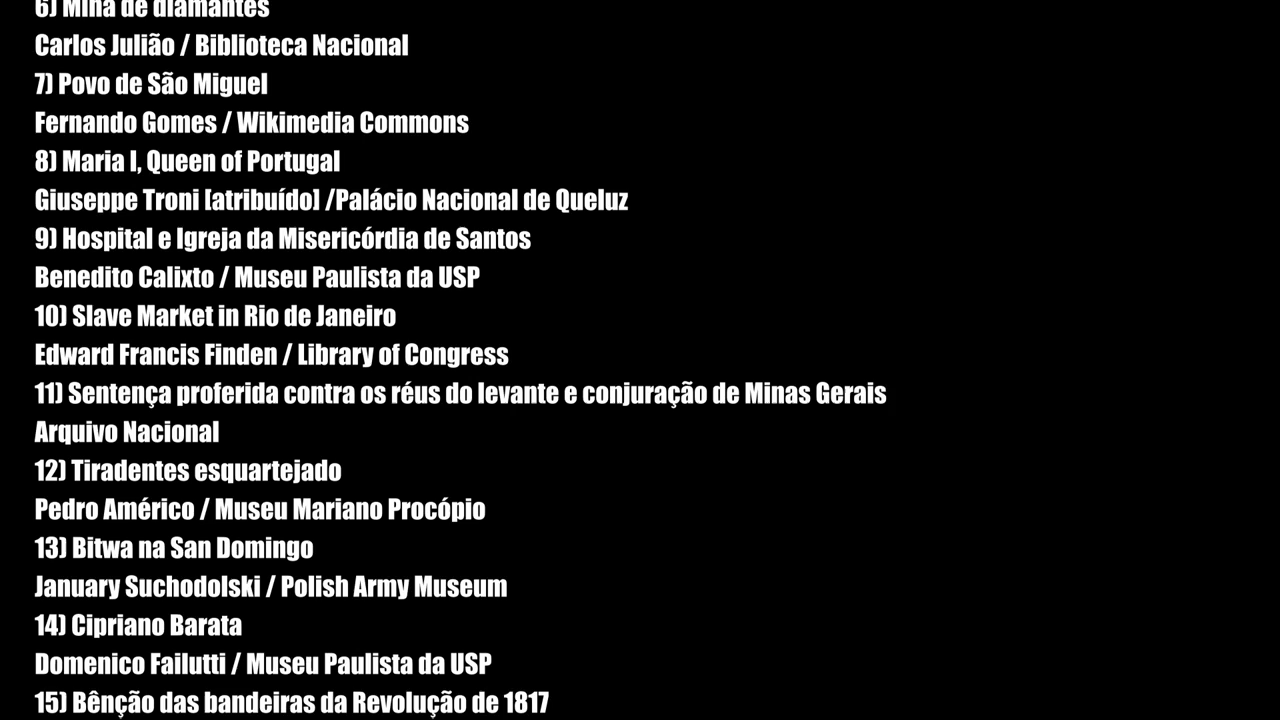 6) Mina de diamantes
Carlos Julião / Biblioteca Nacional
7) Povo de São Miguel
Fernando Gomes / Wikimedia Commons
8) Maria I, Queen of Portugal
Giuseppe Troni [atribuído] /Palácio Nacional de Queluz
9) Hospital e Igreja da Misericórdia de Santos
Benedito Calixto / Museu Paulista da USP
10) Slave Market in Rio de Janeiro
Edward Francis Finden / Library of Congress
11) Sentença proferida contra os réus do levante e conjuração de Minas Gerais
Arquivo Nacional
12) Tiradentes esquartejado
Pedro Américo / Museu Mariano Procópio
13) Bitwa na San Domingo
January Suchodolski / Polish Army Museum
14) Cipriano Barata
Domenico Failutti / Museu Paulista da USP
15) Bênção das bandeiras da Revolução de 1817